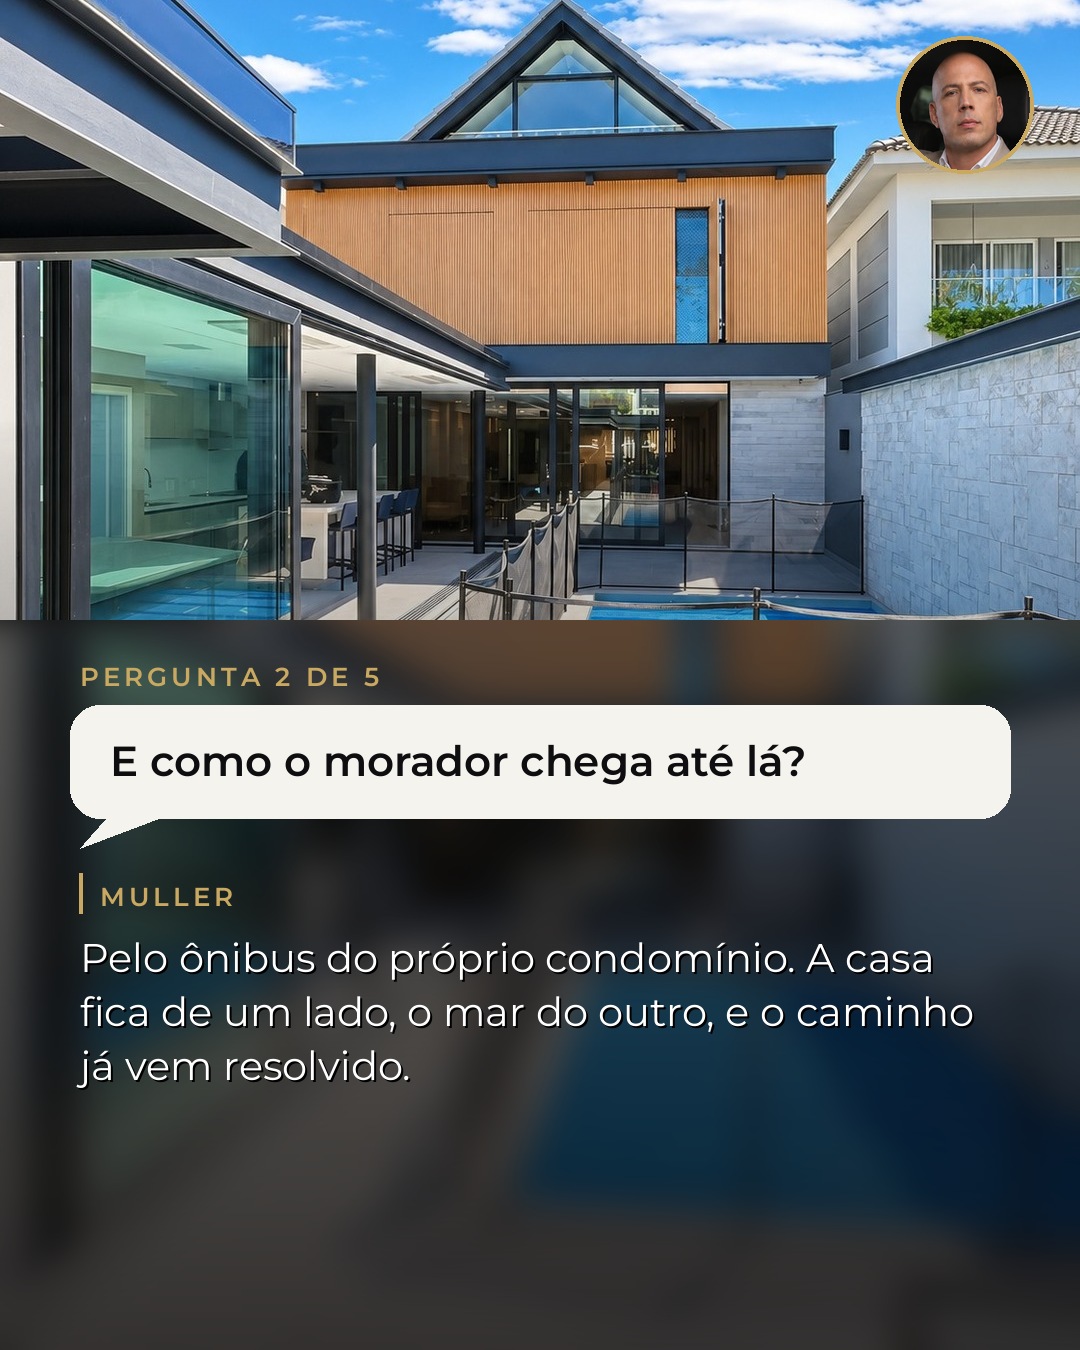 PERGUNTA 2 DE 5
E como o morador chega até lá?
MULLER
Pelo ônibus do próprio condomínio. A casa
fica de um lado, o mar do outro, e o caminho
já vem resolvido.